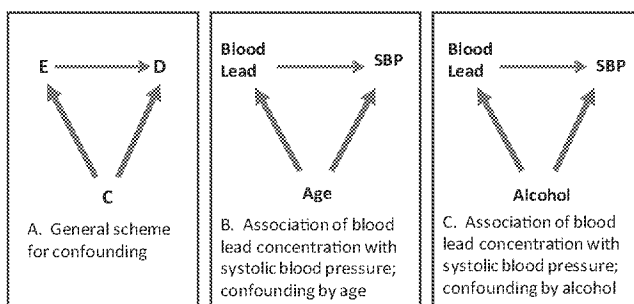 E D
C
A. General scheme
for confounding
Blood
Lead SBP
Age
B. Association of blood
lead concentration with
systolic blood pressure;
confounding by age
Blood
Lead SBP
Alcohol
C. Association of blood
lead concentration with
systolic blood pressure;
confounding by alcohol